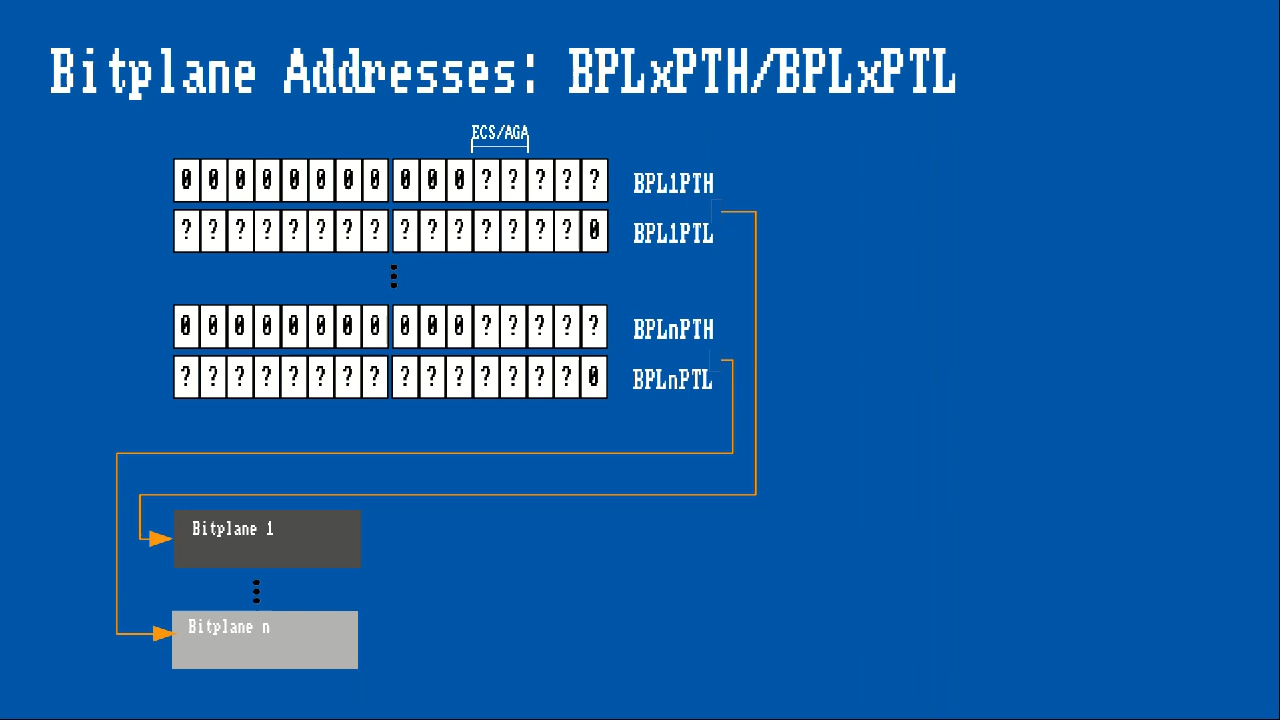 Bitplane Addresses: BPLxPTH/BPLxPTL
ECS/AGA
0 0 0 0 0 0 0 0 0 0 0 ? ? ? ? ? BPL1PTH
? ? ? ? ? ? ? ? ? ? ? ? ? ? ? 0 BPL1PTL
0 0 0 0 0 0 0 0 0 0 0 ? ? ? ? ? BPLnPTH
? ? ? ? ? ? ? ? ? ? ? ? ? ? ? 0 BPLnPTL
Bitplane 1
Bitplane n